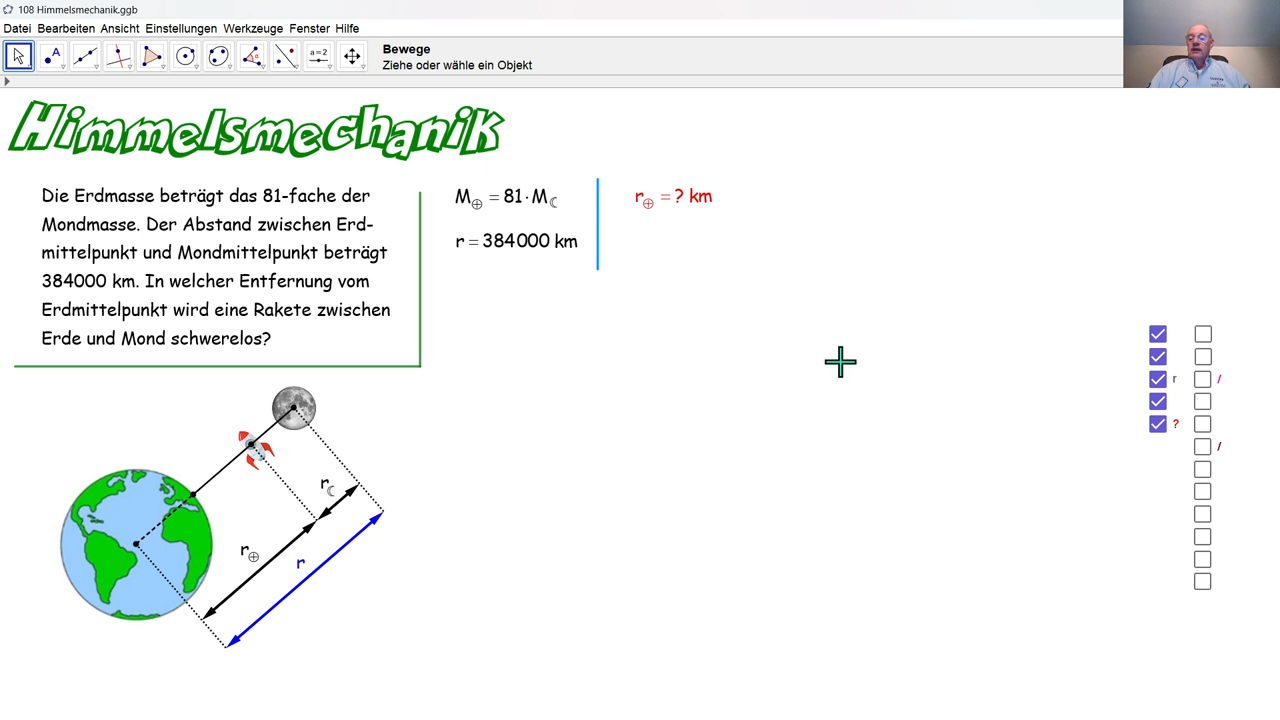 108 Himmelsmechanik.ggb
Datei Bearbeiten Ansicht Einstellungen Werkzeuge Fenster Hilfe
A
α
a = 2
Bewege
Ziehe oder wähle ein Objekt
Himmelsmechanik
Die Erdmasse beträgt das 81-fache der
Mondmasse. Der Abstand zwischen Erd-
mittelpunkt und Mondmittelpunkt beträgt
384000 km. In welcher Entfernung vom
Erdmittelpunkt wird eine Rakete zwischen
Erde und Mond schwerelos?
M⊕ = 81 · M☾
r = 384000 km
r⊕ = ? km
r /
?
/
r☾
r⊕
r